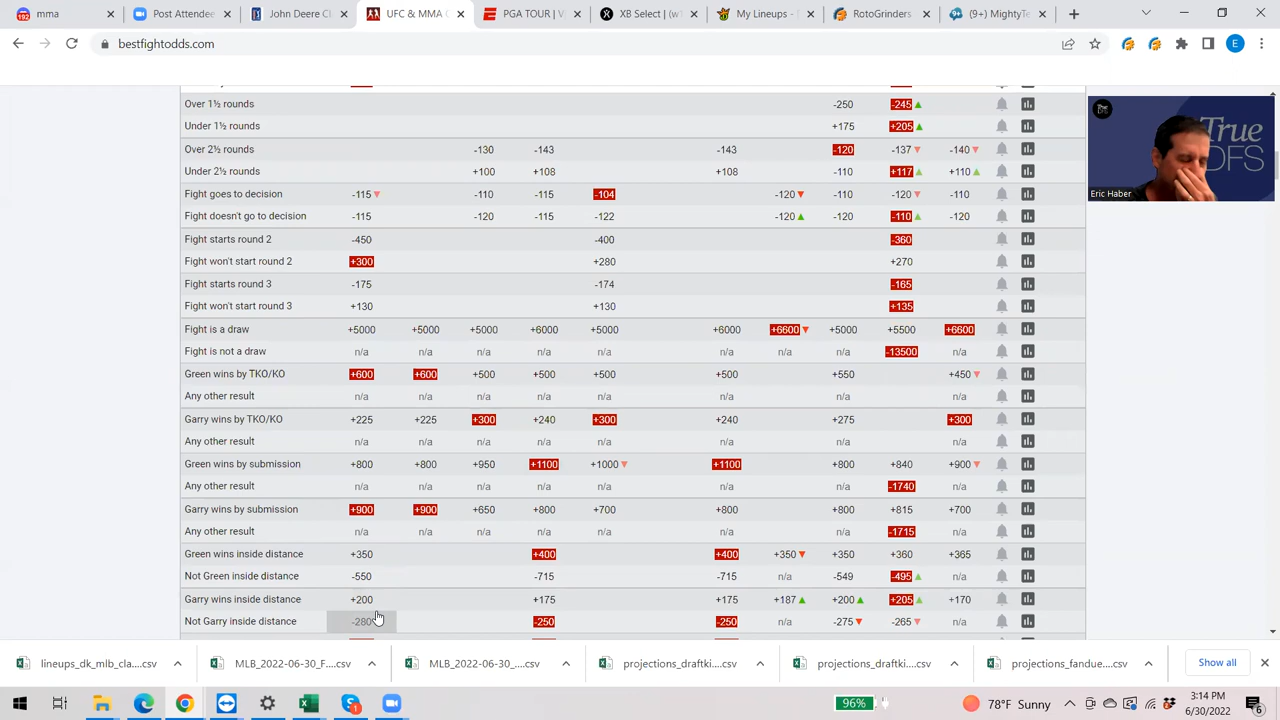 192 mma
Post Attendee
John Deere Cl
UFC & MMA O
PGA TOUR | V
XB Select | (w1
My Lineups -
RotoGrinders
(9+) MightyTe
bestfightodds.com
E
Over 1½ rounds -250 -245▲
Under 1½ rounds +175 +205▲
Over 2½ rounds -130 -143 -143 -120 -137▼ -140▼
Under 2½ rounds +100 +108 +108 -110 +117▲ +110▲
Fight goes to decision -115▼ -110 -115 -104 -120▼ -110 -120▼ -110
Fight doesn't go to decision -115 -120 -115 -122 -120▲ -120 -110▲ -120
Fight starts round 2 -450 -400 -360
Fight won't start round 2 +300 +280 +270
Fight starts round 3 -175 -174 -165
Fight won't start round 3 +130 +130 +135
Fight is a draw +5000 +5000 +5000 +6000 +5000 +6000 +6600▼ +5000 +5500 +6600
Fight is not a draw n/a n/a n/a n/a n/a n/a n/a n/a -13500 n/a
Green wins by TKO/KO +600 +600 +500 +500 +500 +500 +550 +450▼
Any other result n/a n/a n/a n/a n/a n/a n/a n/a
Garry wins by TKO/KO +225 +225 +300 +240 +300 +240 +275 +300
Any other result n/a n/a n/a n/a n/a n/a n/a n/a
Green wins by submission +800 +800 +950 +1100 +1000▼ +1100 +800 +840 +900▼
Any other result n/a n/a n/a n/a n/a n/a n/a -1740 n/a
Garry wins by submission +900 +900 +650 +800 +700 +800 +800 +815 +700
Any other result n/a n/a n/a n/a n/a n/a n/a -1715 n/a
Green wins inside distance +350 +400 +400 +350▼ +350 +360 +365
Not Green inside distance -550 -715 -715 n/a -549 -495▲ n/a
Garry wins inside distance +200 +175 +175 +187▲ +200▲ +205▲ +170
Not Garry inside distance -280 -250 -250 n/a -275▼ -265▼ n/a
True
DFS
Eric Haber
lineups_dk_mlb_cla....csv
MLB_2022-06-30_F....csv
MLB_2022-06-30_....csv
projections_draftki....csv
projections_draftki....csv
projections_fandue....csv
Show all
96%
78°F Sunny
3:14 PM
6/30/2022
6